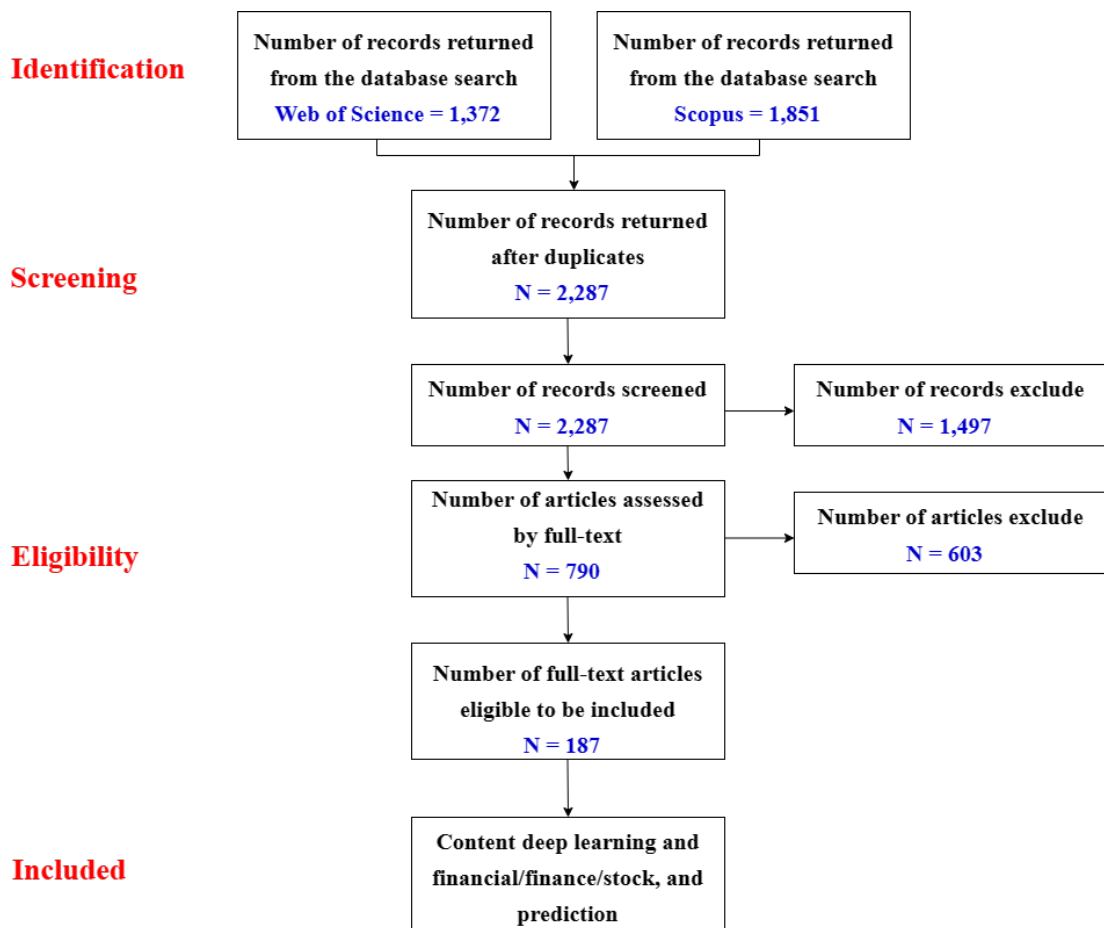 Identification
Number of records returned
from the database search
Web of Science = 1,372
Number of records returned
from the database search
Scopus = 1,851
Screening
Number of records returned
after duplicates
N = 2,287
Number of records screened
N = 2,287
Number of records exclude
N = 1,497
Eligibility
Number of articles assessed
by full-text
N = 790
Number of articles exclude
N = 603
Number of full-text articles
eligible to be included
N = 187
Included
Content deep learning and
financial/finance/stock, and
prediction